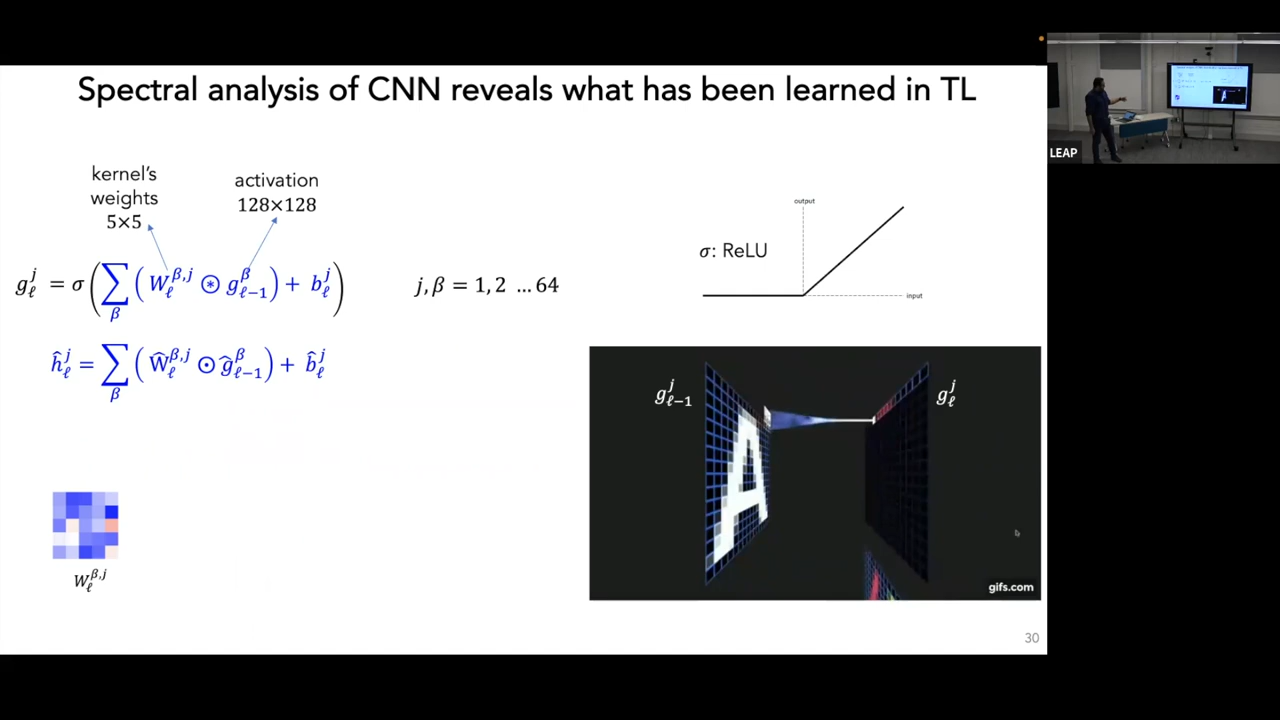 Spectral analysis of CNN reveals what has been learned in TL
kernel's
weights
5×5
activation
128×128
g_ℓ^j = σ(∑_β (W_ℓ^{β,j} ⊛ g_{ℓ−1}^β) + b_ℓ^j)
j, β = 1, 2 … 64
ĥ_ℓ^j = ∑_β (Ŵ_ℓ^{β,j} ⊙ ĝ_{ℓ−1}^β) + b̂_ℓ^j
output
σ: ReLU
input
g_{ℓ−1}^j
g_ℓ^j
A
gifs.com
W_ℓ^{β,j}
30
LEAP